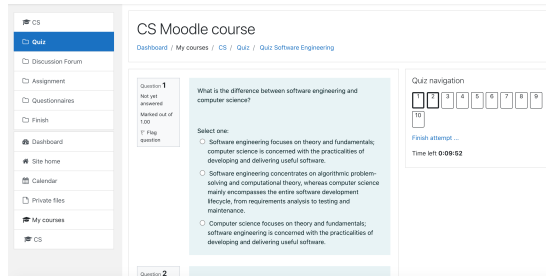 CS
Quiz
Discussion Forum
Assignment
Questionnaires
Finish
Dashboard
Site home
Calendar
Private files
My courses
CS
CS Moodle course
Dashboard / My courses / CS / Quiz / Quiz Software Engineering
Question 1
Not yet
answered
Marked out of
1.00
Flag
question
What is the difference between software engineering and
computer science?
Select one:
Software engineering focuses on theory and fundamentals;
computer science is concerned with the practicalities of
developing and delivering useful software.
Software engineering concentrates on algorithmic problem-
solving and computational theory, whereas computer science
mainly encompasses the entire software development
lifecycle, from requirements analysis to testing and
maintenance.
Computer science focuses on theory and fundamentals;
software engineering is concerned with the practicalities of
developing and delivering useful software.
Question 2
Quiz navigation
1 2 3 4 5 6 7 8 9
10
Finish attempt ...
Time left 0:09:52